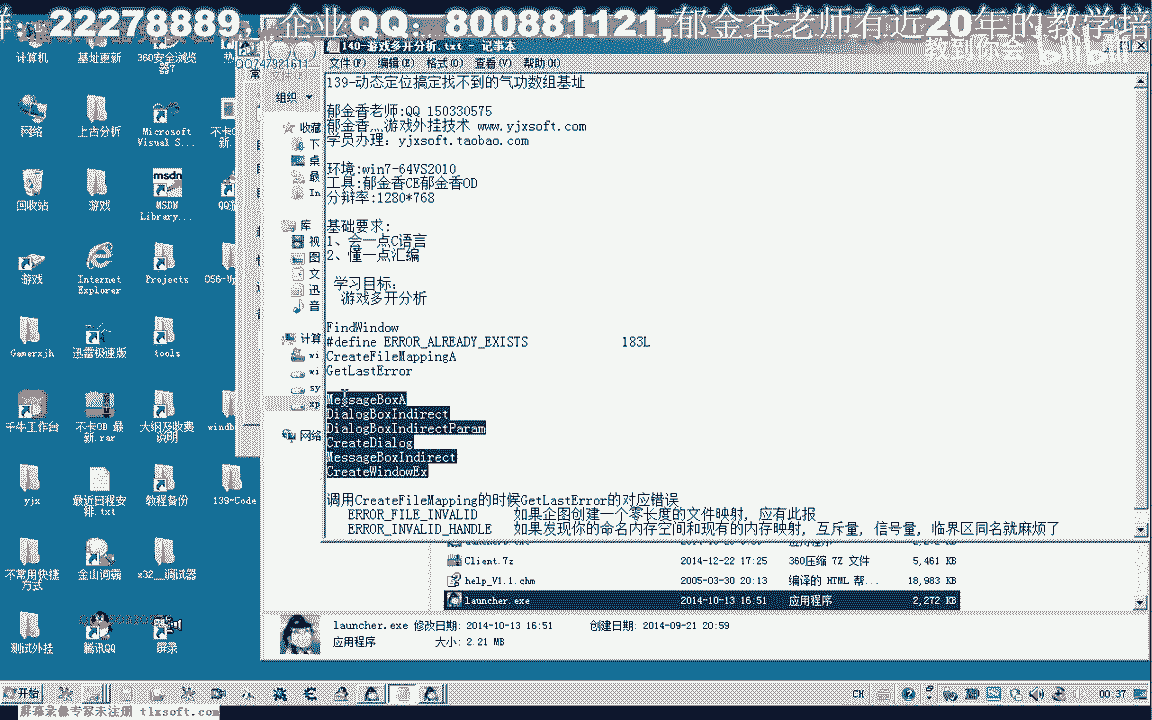 群: 22278889, 企业QQ: 800881121,郁金香老师有近20年的教学培
教到你会 bilibili
140-游戏多开分析.txt - 记事本
文件(F) 编辑(E) 格式(O) 查看(V) 帮助(H)
139-动态定位搞定找不到的气功数组基址
郁金香老师:QQ 150330575
郁金香灬游戏外挂技术 www.yjxsoft.com
学员办理: yjxsoft.taobao.com
环境:win7-64VS2010
工具:郁金香CE郁金香OD
分辩率:1280*768
基础要求:
1、会一点C语言
2、懂一点汇编
学习目标:
游戏多开分析
FindWindow
#define ERROR_ALREADY_EXISTS 183L
CreateFileMappingA
GetLastError
MessageBoxA
DialogBoxIndirect
DialogBoxIndirectParam
CreateDialog
MessageBoxIndirect
CreateWindowEx
调用CreateFileMapping的时候GetLastError的对应错误
ERROR_FILE_INVALID 如果企图创建一个零长度的文件映射, 应有此报
ERROR_INVALID_HANDLE 如果发现你的命名内存空间和现有的内存映射, 互斥量, 信号量, 临界区同名就麻烦了
Client.7z 2014-12-22 17:25 360压缩 7Z 文件 5,461 KB
help_V1.1.chm 2005-03-30 20:13 编译的 HTML 帮... 18,983 KB
launcher.exe 2014-10-13 16:51 应用程序 2,272 KB
launcher.exe 修改日期: 2014-10-13 16:51 创建日期: 2014-09-21 20:59
应用程序 大小: 2.21 MB
组织
收藏
下
桌
最
In
库
视
图
文
迅
音
计算
wi
wi
sy
xp
网络
计算机 基址更新 360安全浏览器7
网络 上古分析 Microsoft Visual S...
回收站 游戏 MSDN Library...
游戏 Internet Explorer Projects
Gamerxjh 迅雷极速版 tools
千牛工作台 不卡OD 最新.rar 大纲及收费说明
yjx 最近日程安排.txt 教程备份 139-Code
不常用快捷方式 金山词霸 x32__调试器
测试外挂 腾讯QQ 群录
开始 CH 00:37
屏幕录像专家未注册 tlxsoft.com